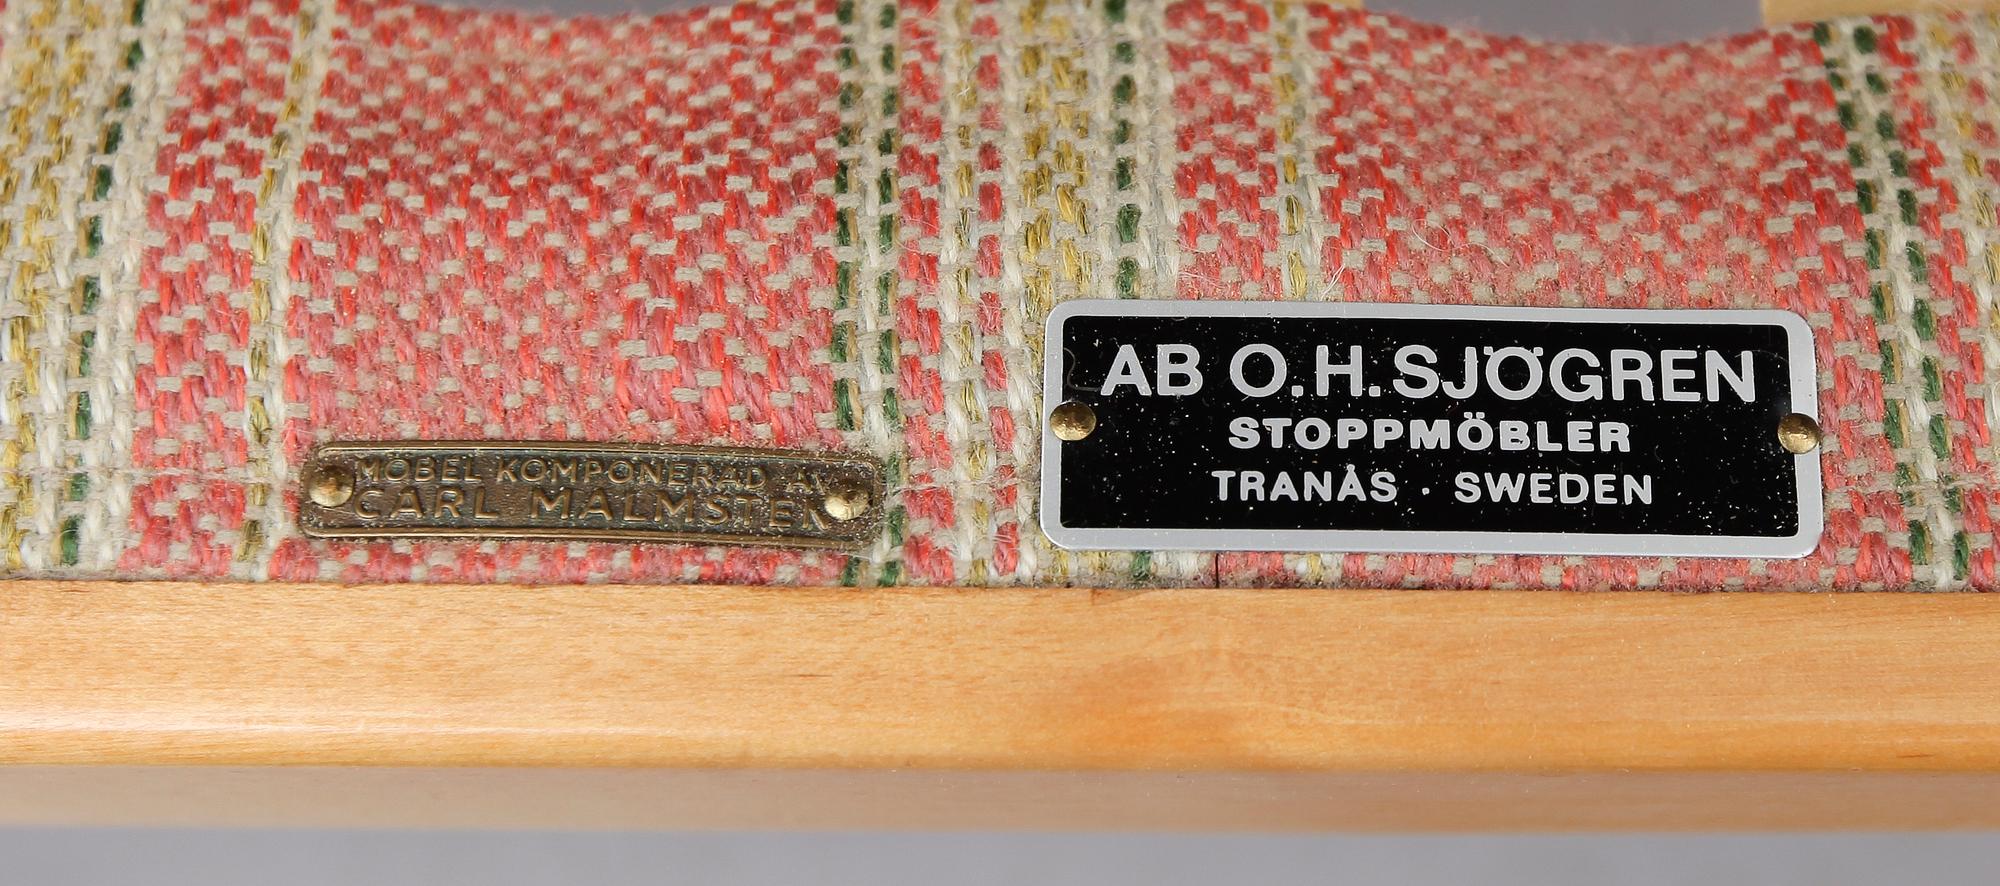 MÖBEL KOMPONERAD AV
CARL MALMSTEN
AB O.H. SJÖGREN
STOPPMÖBLER
TRANÅS · SWEDEN